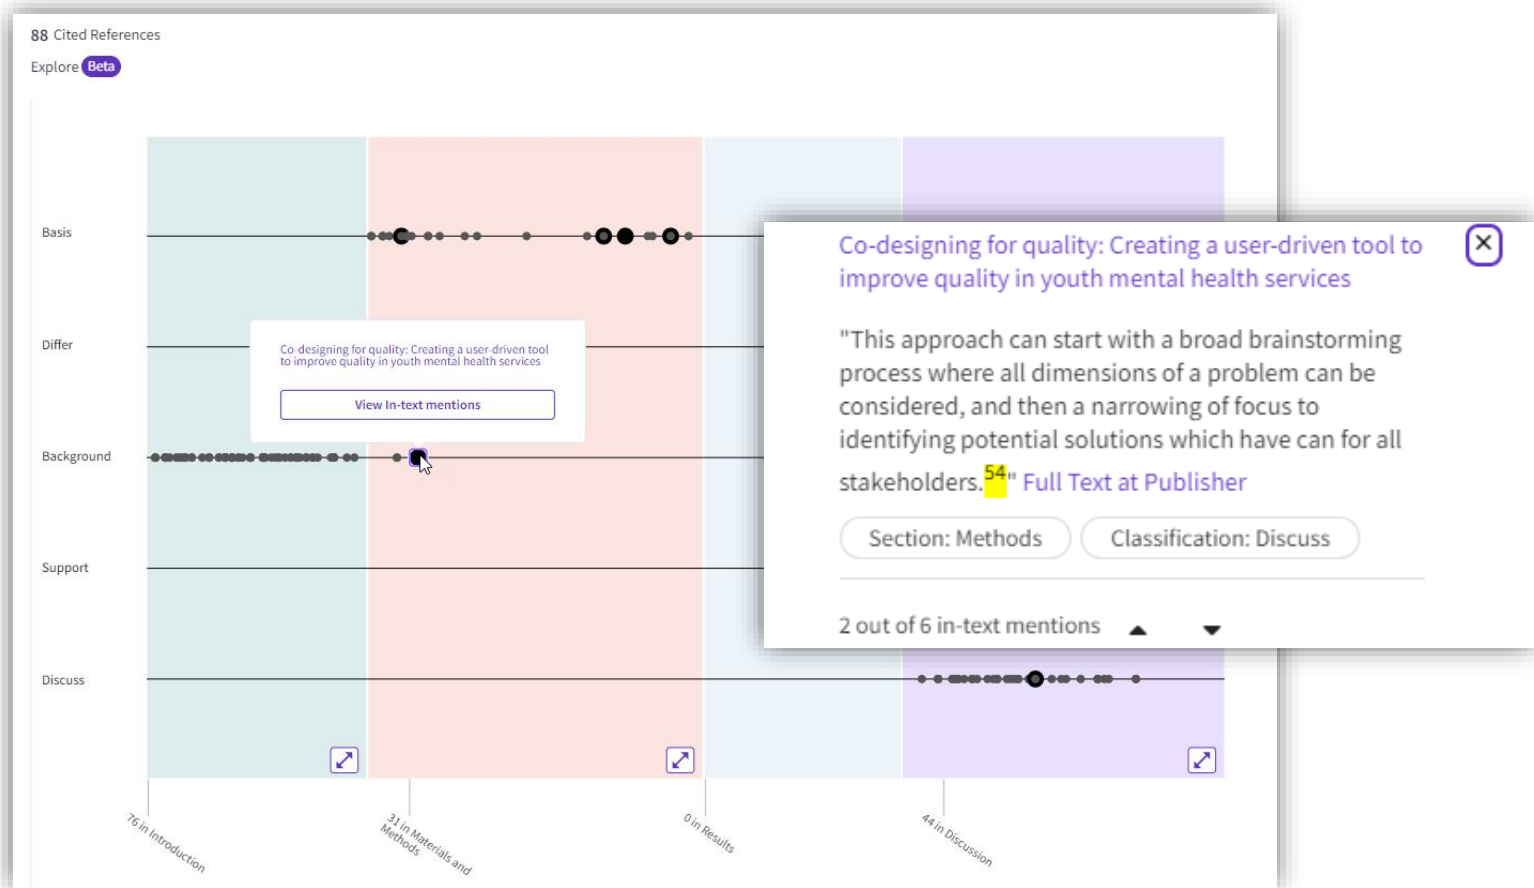 88 Cited References
Explore Beta
Basis
Differ
Background
Support
Discuss
Co-designing for quality: Creating a user-driven tool
to improve quality in youth mental health services
View In-text mentions
76 in Introduction
31 in Materials and
Methods
0 in Results
44 in Discussion
Co-designing for quality: Creating a user-driven tool to
improve quality in youth mental health services
"This approach can start with a broad brainstorming
process where all dimensions of a problem can be
considered, and then a narrowing of focus to
identifying potential solutions which have can for all
stakeholders.54" Full Text at Publisher
Section: Methods
Classification: Discuss
2 out of 6 in-text mentions